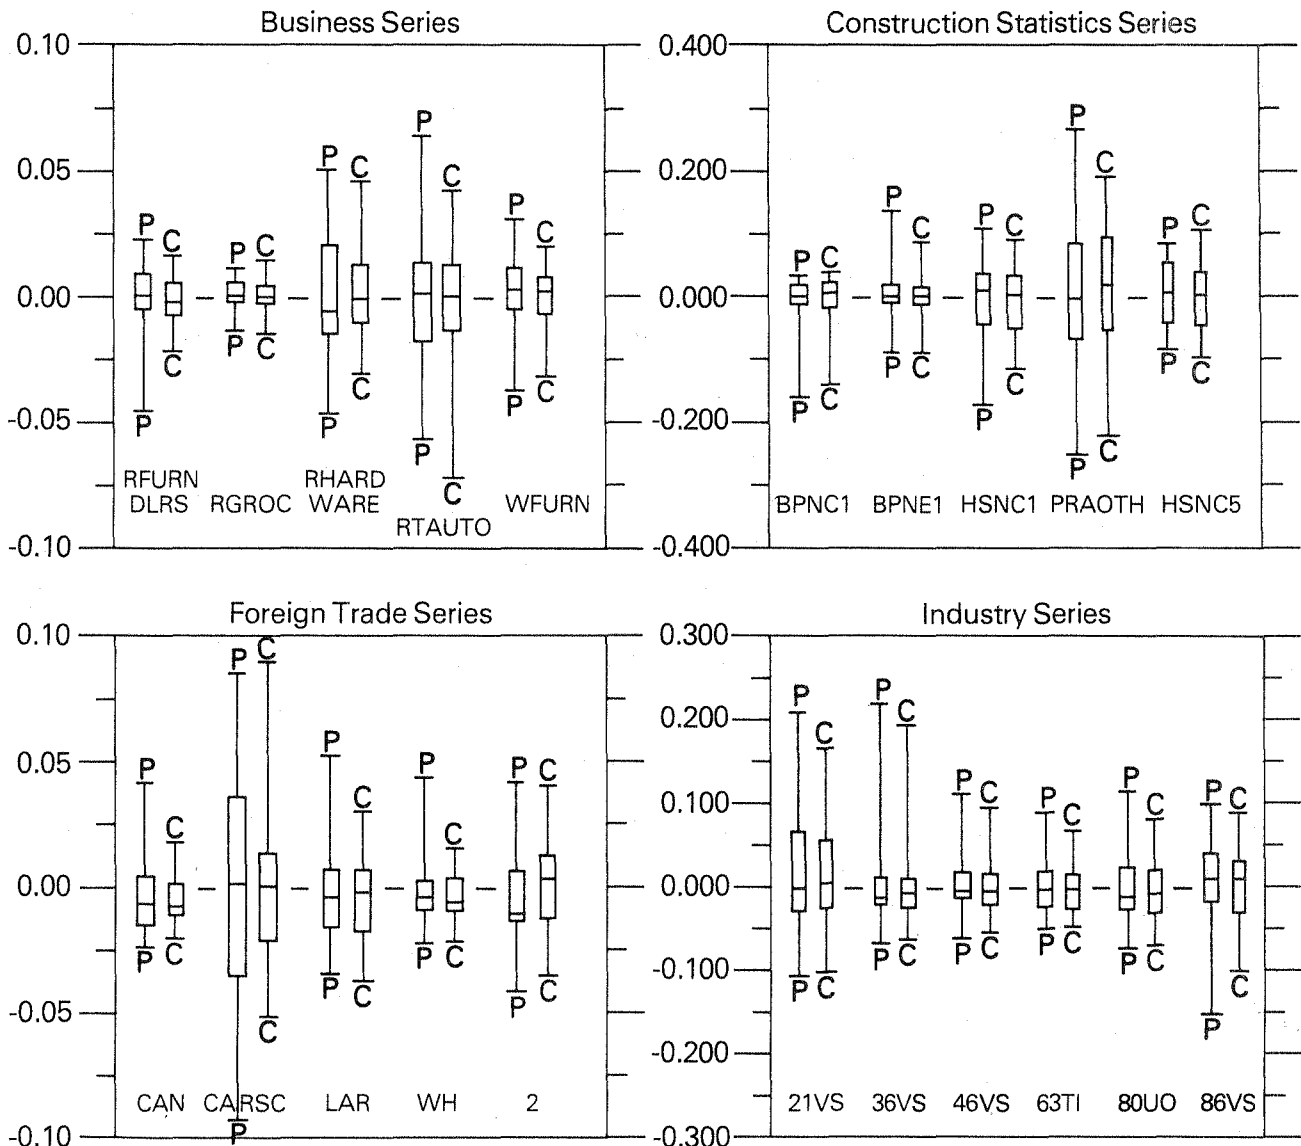 Business Series
0.10
0.05
0.00
-0.05
-0.10
P C P C P C P C P C
P C P C P C P C P C
RFURN DLRS
RGROC
RHARD WARE
RTAUTO
WFURN
Construction Statistics Series
0.400
0.200
0.000
-0.200
-0.400
P C P C P C P C P C
P C P C P C P C P C
BPNC1 BPNE1 HSNC1 PRAOTH HSNC5
Foreign Trade Series
0.10
0.05
0.00
-0.05
-0.10
P C P C P C P C P C
P C P C P C P C P C
CAN CARSC LAR WH 2
Industry Series
0.300
0.200
0.100
0.000
-0.100
-0.200
-0.300
P C P C P C P C P C P C
P C P C P C P C P C P C
21VS 36VS 46VS 63TI 80UO 86VS